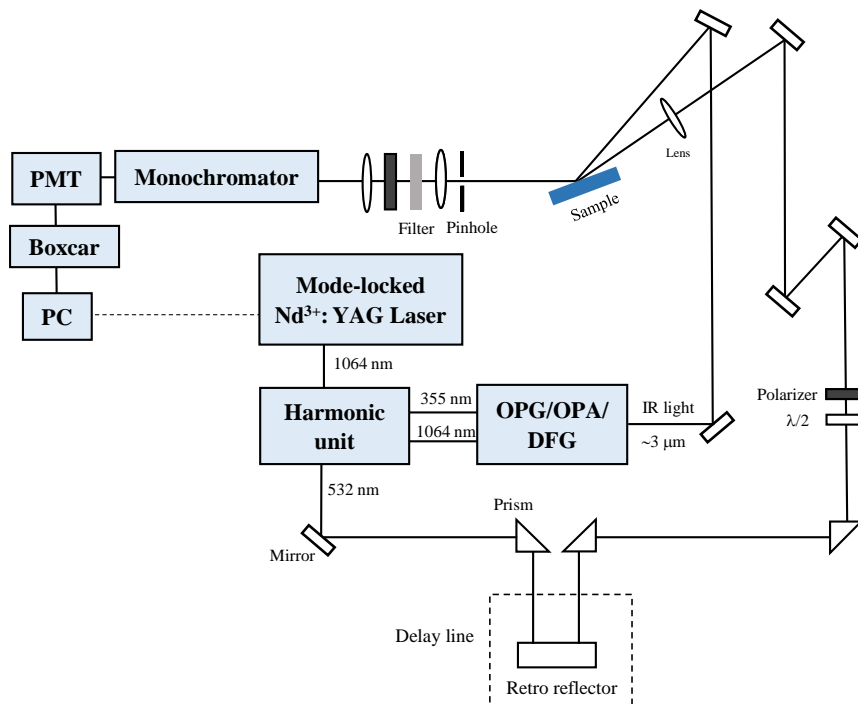 Lens
PMT
Monochromator
Sample
Filter
Pinhole
Boxcar
Mode-locked
Nd³⁺: YAG Laser
PC
1064 nm
Harmonic
unit
355 nm
1064 nm
OPG/OPA/
DFG
IR light
~3 μm
Polarizer
λ/2
532 nm
Prism
Mirror
Delay line
Retro reflector